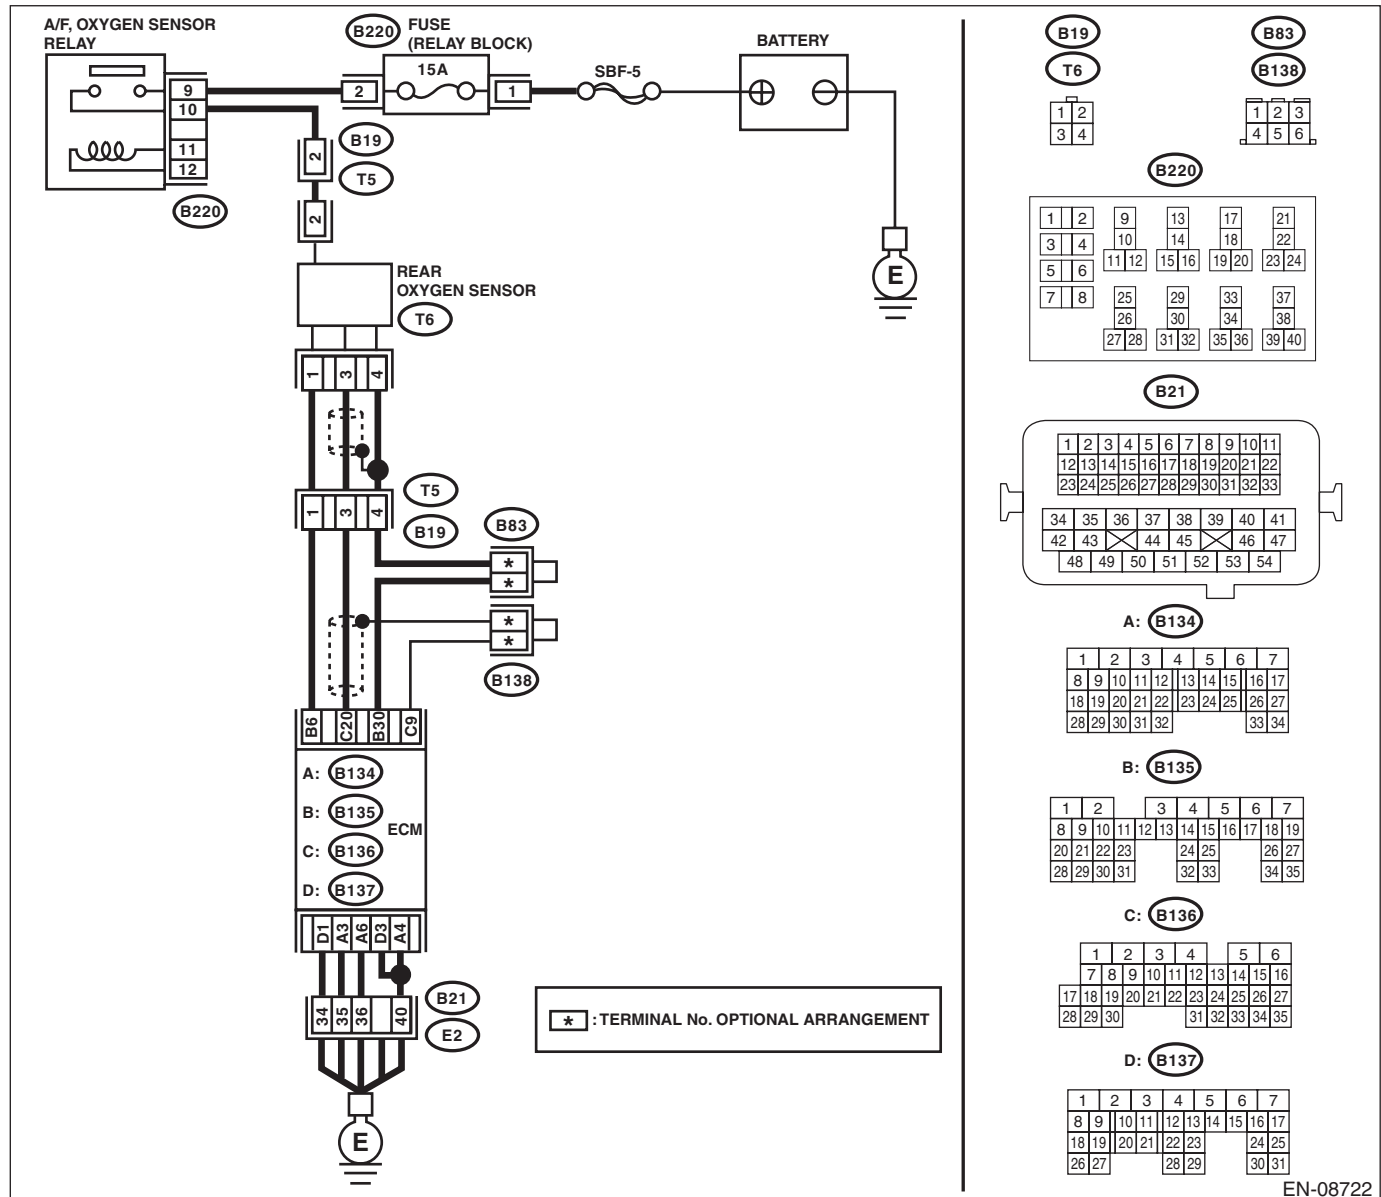 A/F, OXYGEN SENSOR
RELAY
B220
FUSE
(RELAY BLOCK)
15A
BATTERY
SBF-5
9
10
11
12
2
1
B220
2
B19
T5
2
E
REAR
OXYGEN SENSOR
T6
1 3 4
T5
1 3 4
B19
B83
*
*
*
*
B138
B6 C20 B30 C9
A: B134
B: B135
ECM
C: B136
D: B137
D1 A3 A6 D3 A4
34 35 36 40
B21
E2
E
* : TERMINAL No. OPTIONAL ARRANGEMENT
B19
T6
1 2
3 4
B83
B138
1 2 3
4 5 6
B220
1 2 9 13 17 21
3 4 10 14 18 22
5 6 11 12 15 16 19 20 23 24
7 8 25 29 33 37
26 30 34 38
27 28 31 32 35 36 39 40
B21
1 2 3 4 5 6 7 8 9 10 11
12 13 14 15 16 17 18 19 20 21 22
23 24 25 26 27 28 29 30 31 32 33
34 35 36 37 38 39 40 41
42 43 44 45 46 47
48 49 50 51 52 53 54
A: B134
1 2 3 4 5 6 7
8 9 10 11 12 13 14 15 16 17
18 19 20 21 22 23 24 25 26 27
28 29 30 31 32 33 34
B: B135
1 2 3 4 5 6 7
8 9 10 11 12 13 14 15 16 17 18 19
20 21 22 23 24 25 26 27
28 29 30 31 32 33 34 35
C: B136
1 2 3 4 5 6
7 8 9 10 11 12 13 14 15 16
17 18 19 20 21 22 23 24 25 26 27
28 29 30 31 32 33 34 35
D: B137
1 2 3 4 5 6 7
8 9 10 11 12 13 14 15 16 17
18 19 20 21 22 23 24 25
26 27 28 29 30 31
EN-08722